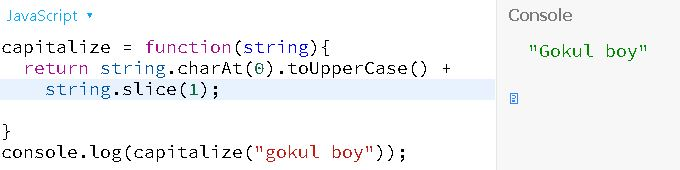 JavaScript ▾
capitalize = function(string){
  return string.charAt(0).toUpperCase() +
    string.slice(1);

}
console.log(capitalize("gokul boy"));
Console
"Gokul boy"